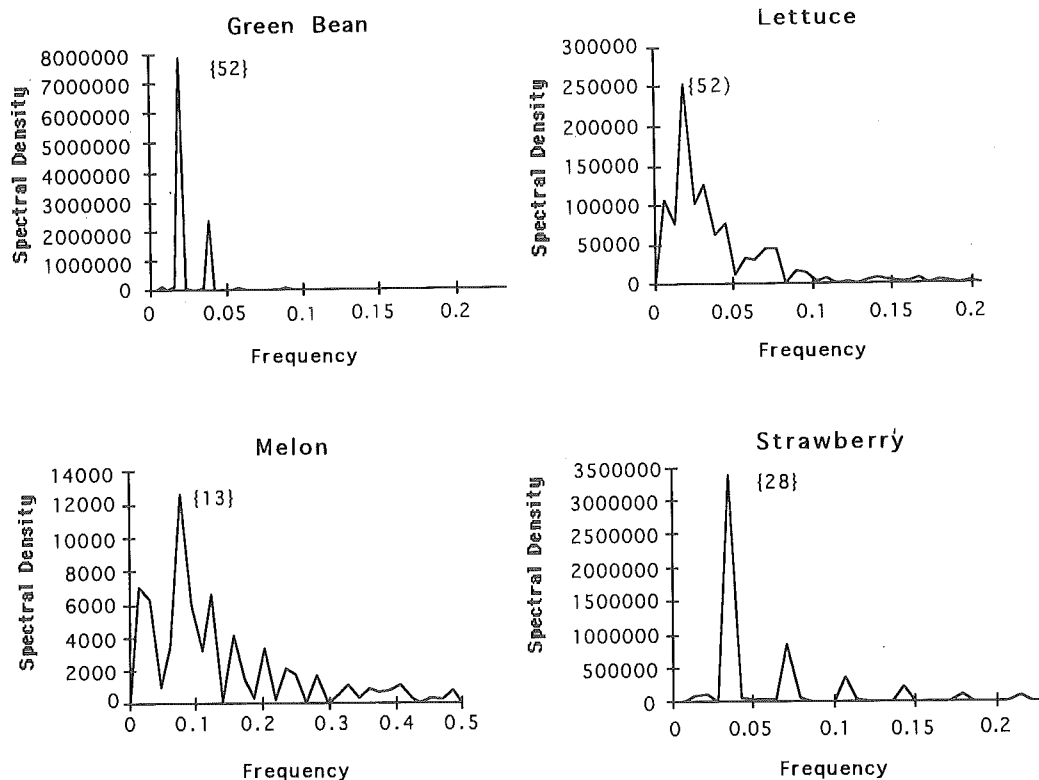 Green Bean
{52}
8000000
7000000
6000000
5000000
4000000
3000000
2000000
1000000
0
Spectral Density
0 0.05 0.1 0.15 0.2
Frequency
Lettuce
{52)
300000
250000
200000
150000
100000
50000
0
Spectral Density
0 0.05 0.1 0.15 0.2
Frequency
Melon
{13}
14000
12000
10000
8000
6000
4000
2000
0
Spectral Density
0 0.1 0.2 0.3 0.4 0.5
Frequency
Strawberry
{28}
3500000
3000000
2500000
2000000
1500000
1000000
500000
0
Spectral Density
0 0.05 0.1 0.15 0.2
Frequency